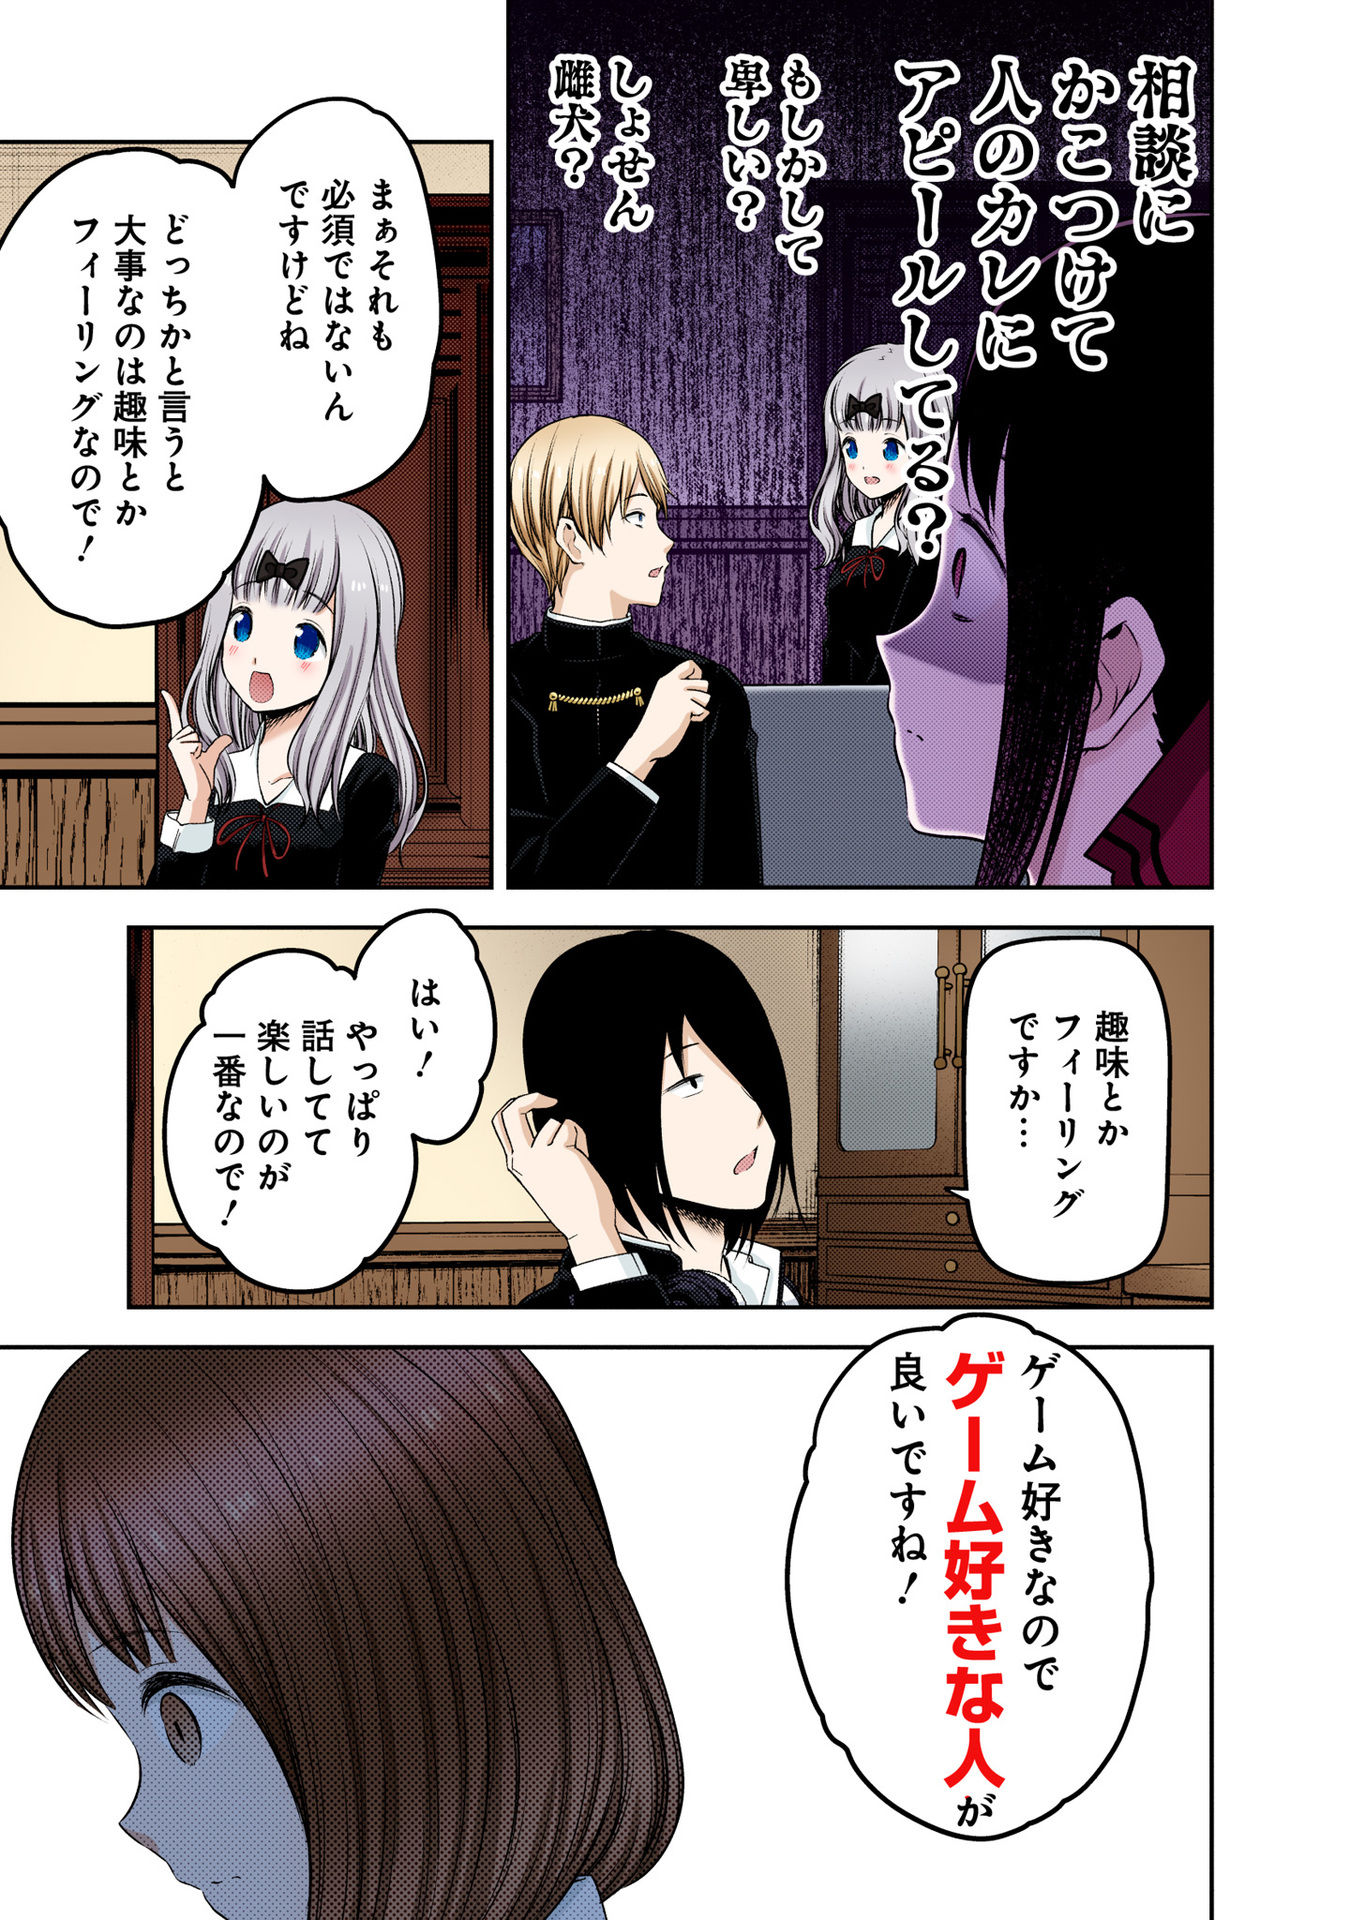 相談に
かこつけて
人のカレに
アピールしてる?
もしかして
卑しい?
しょせん
雌犬?
まぁそれも
必須ではないん
ですけどね
どっちかと言うと
大事なのは趣味とか
フィーリングなので!
趣味とか
フィーリング
ですか…
はい!
やっぱり
話してて
楽しいのが
一番なので!
ゲーム好きなので
ゲーム好きな人が
良いですね!